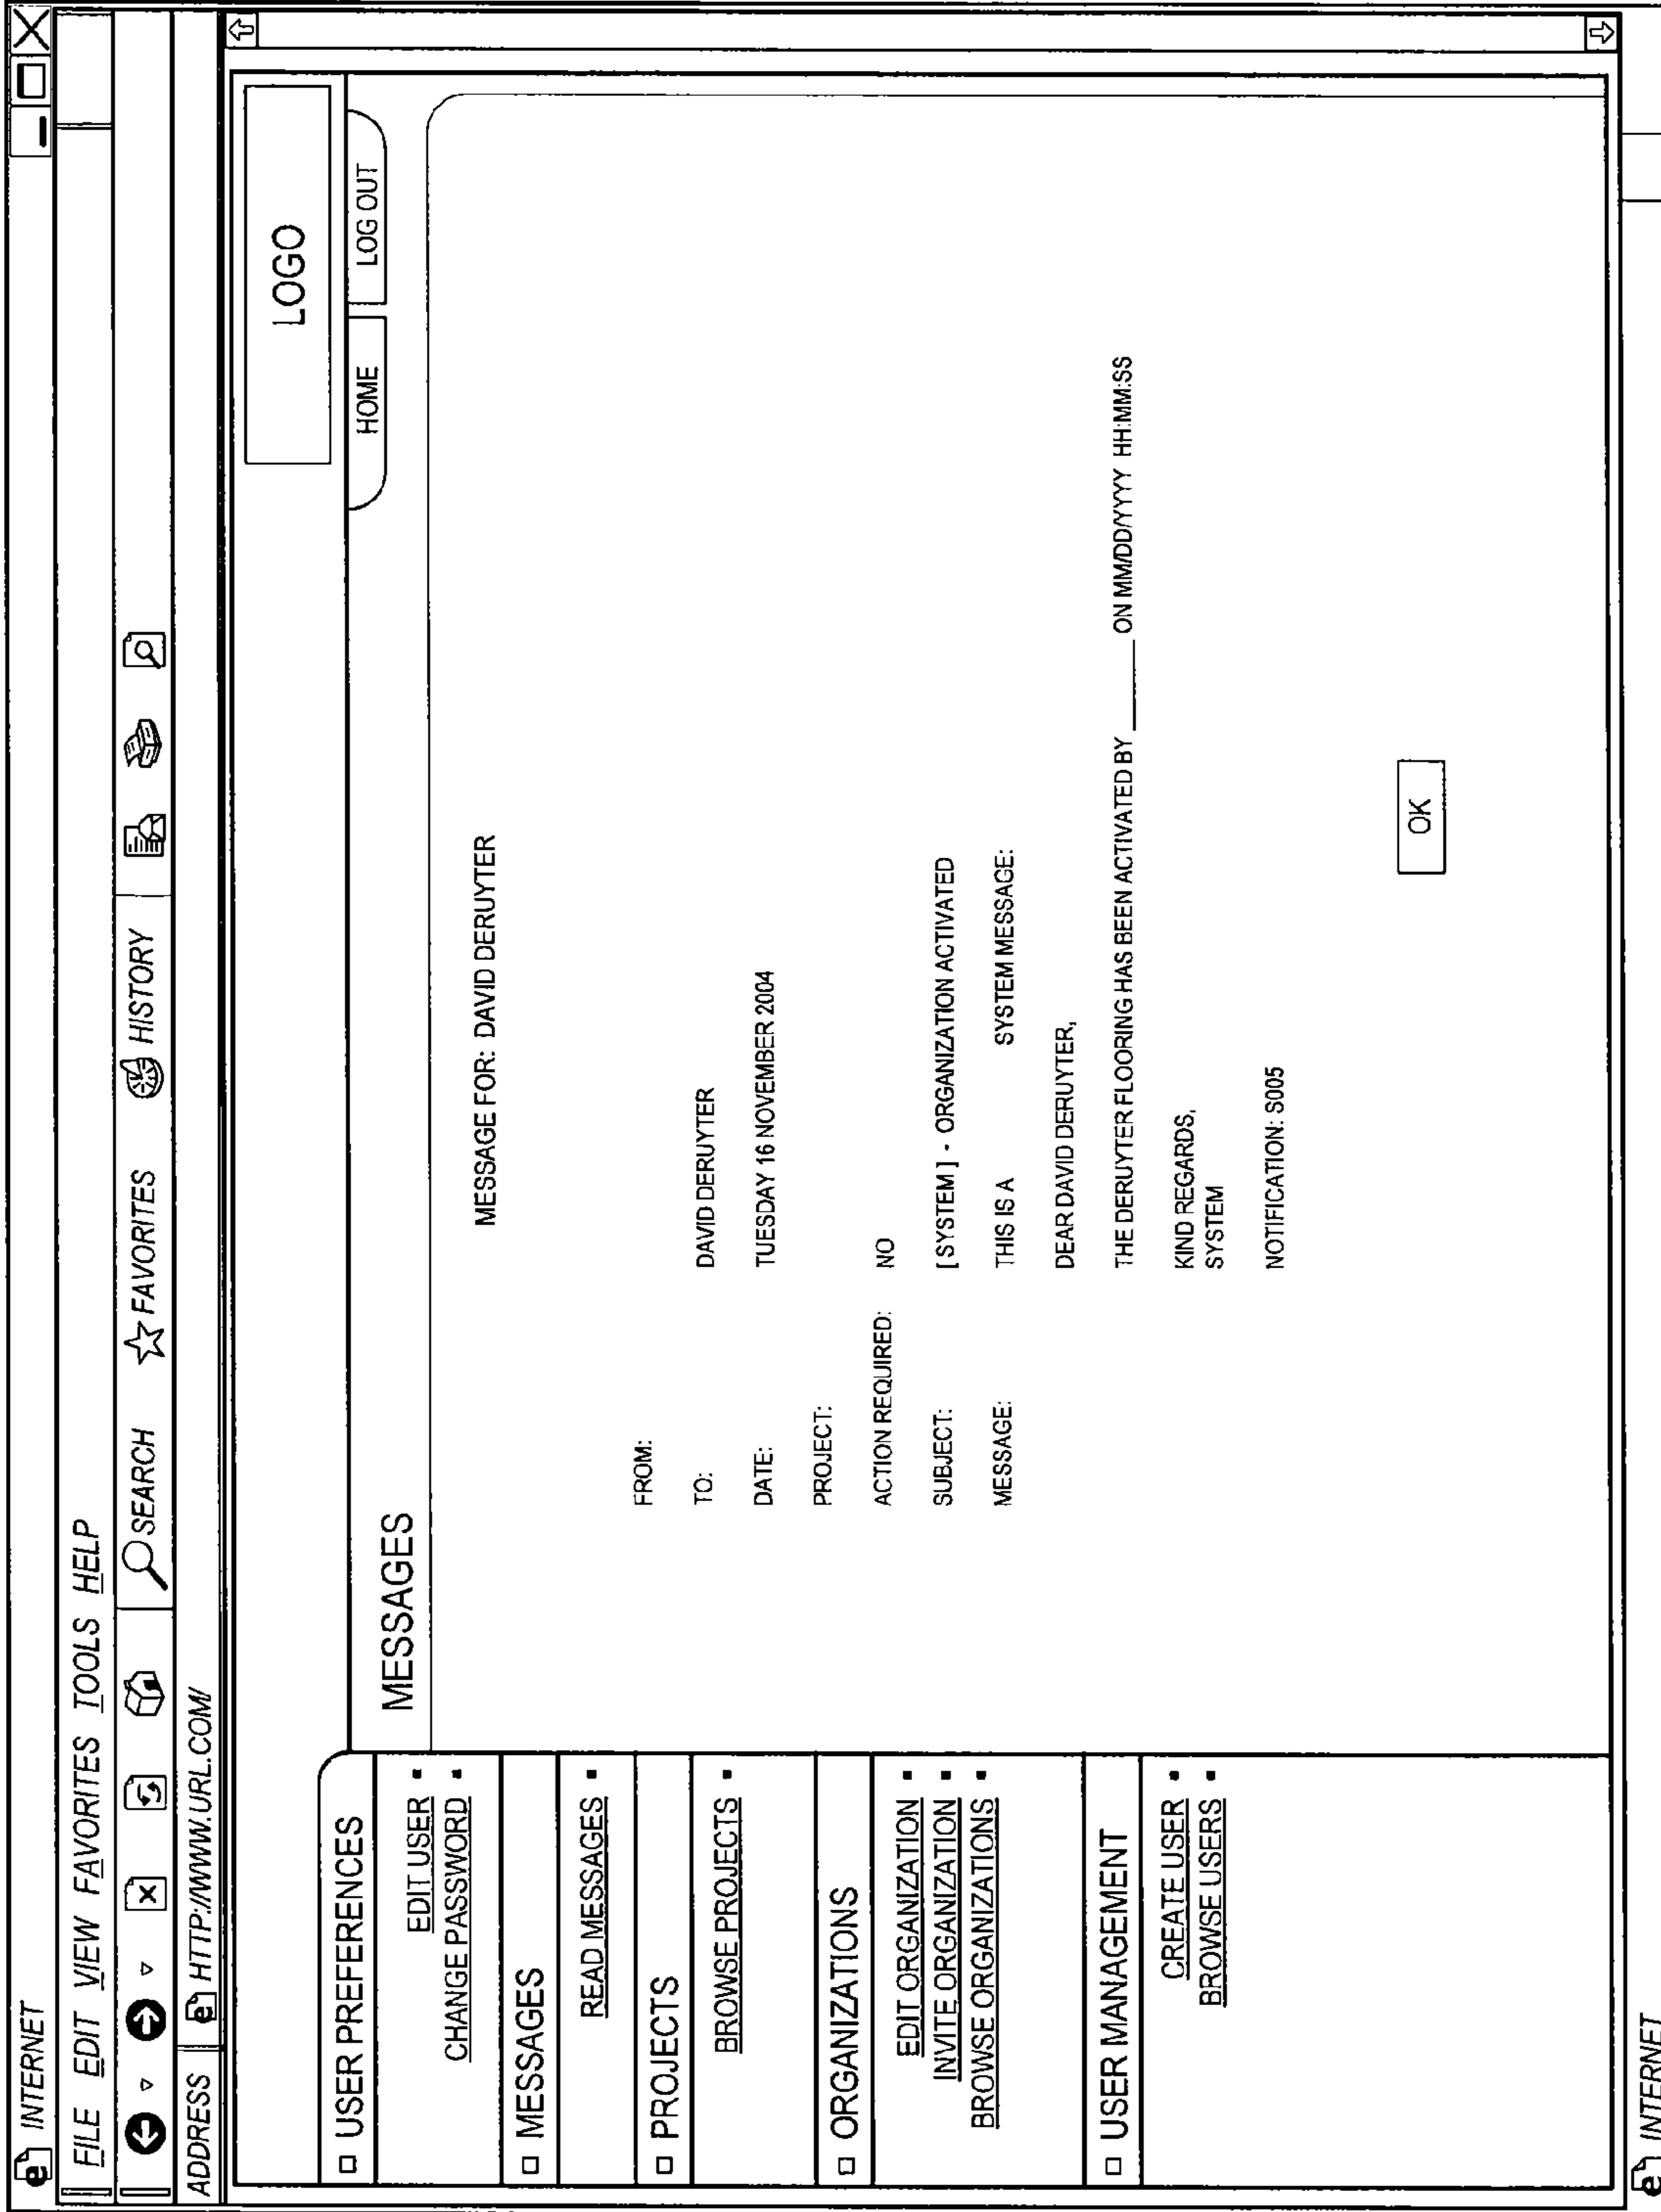 INTERNET
FILE EDIT VIEW FAVORITES TOOLS HELP
SEARCH FAVORITES HISTORY
ADDRESS HTTP://WWW.URL.COM/
LOGO
HOME LOG OUT
USER PREFERENCES
EDIT USER
CHANGE PASSWORD
MESSAGES
READ MESSAGES
PROJECTS
BROWSE PROJECTS
ORGANIZATIONS
EDIT ORGANIZATION
INVITE ORGANIZATION
BROWSE ORGANIZATIONS
USER MANAGEMENT
CREATE USER
BROWSE USERS
MESSAGES
MESSAGE FOR: DAVID DERUYTER
FROM:
TO: DAVID DERUYTER
DATE: TUESDAY 16 NOVEMBER 2004
PROJECT:
ACTION REQUIRED: NO
SUBJECT: [SYSTEM] - ORGANIZATION ACTIVATED
MESSAGE: THIS IS A SYSTEM MESSAGE:
DEAR DAVID DERUYTER,
THE DERUYTER FLOORING HAS BEEN ACTIVATED BY ______ ON MM/DD/YYYY HH:MM:SS
KIND REGARDS,
SYSTEM
NOTIFICATION: S005
OK
INTERNET